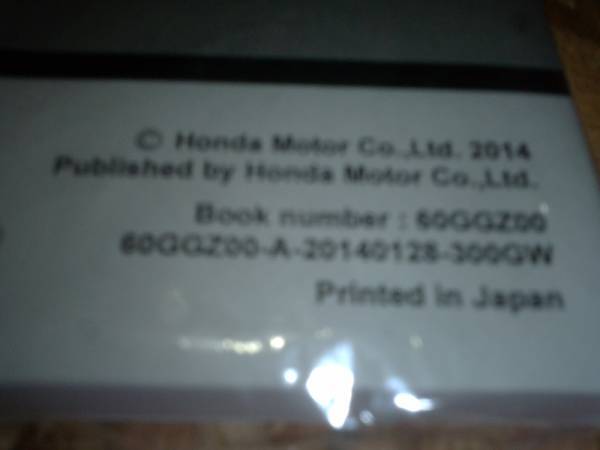 © Honda Motor Co.,Ltd. 2014
Published by Honda Motor Co.,Ltd.
Book number : 60GGZ00
60GGZ00-A-20140128-300GW
Printed in Japan